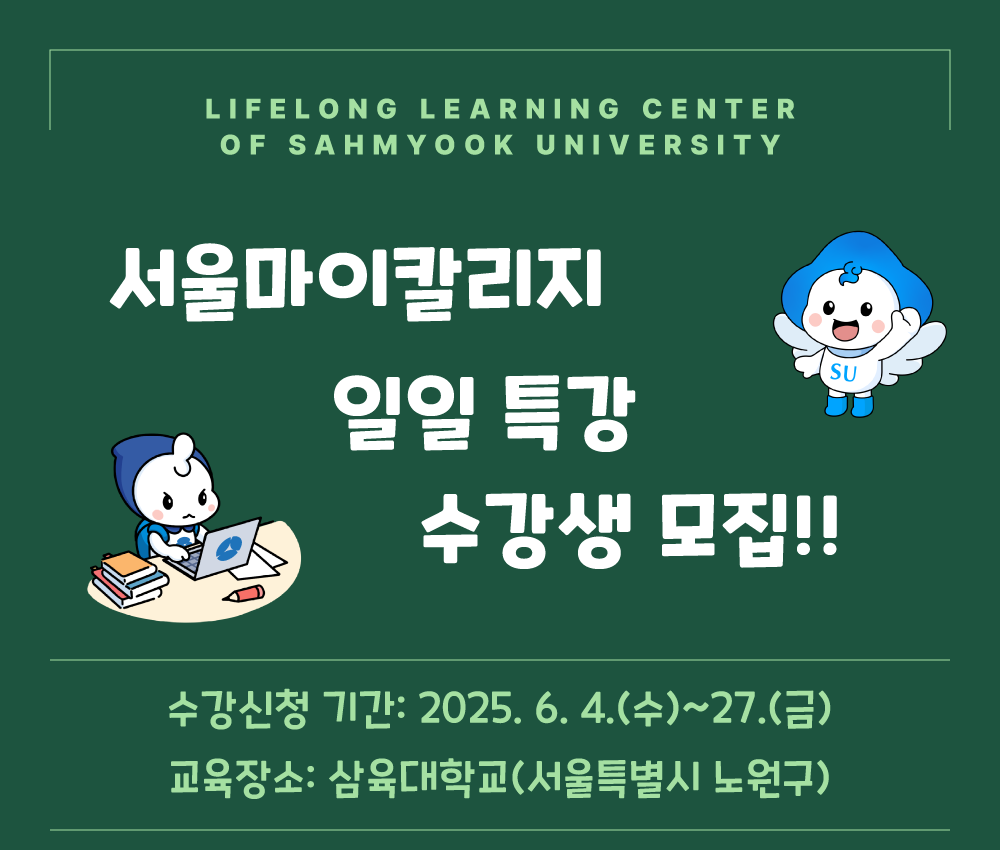 LIFELONG LEARNING CENTER
OF SAHMYOOK UNIVERSITY
서울마이칼리지
일일 특강
수강생 모집!!
SU
수강신청 기간: 2025. 6. 4.(수)~27.(금)
교육장소: 삼육대학교(서울특별시 노원구)